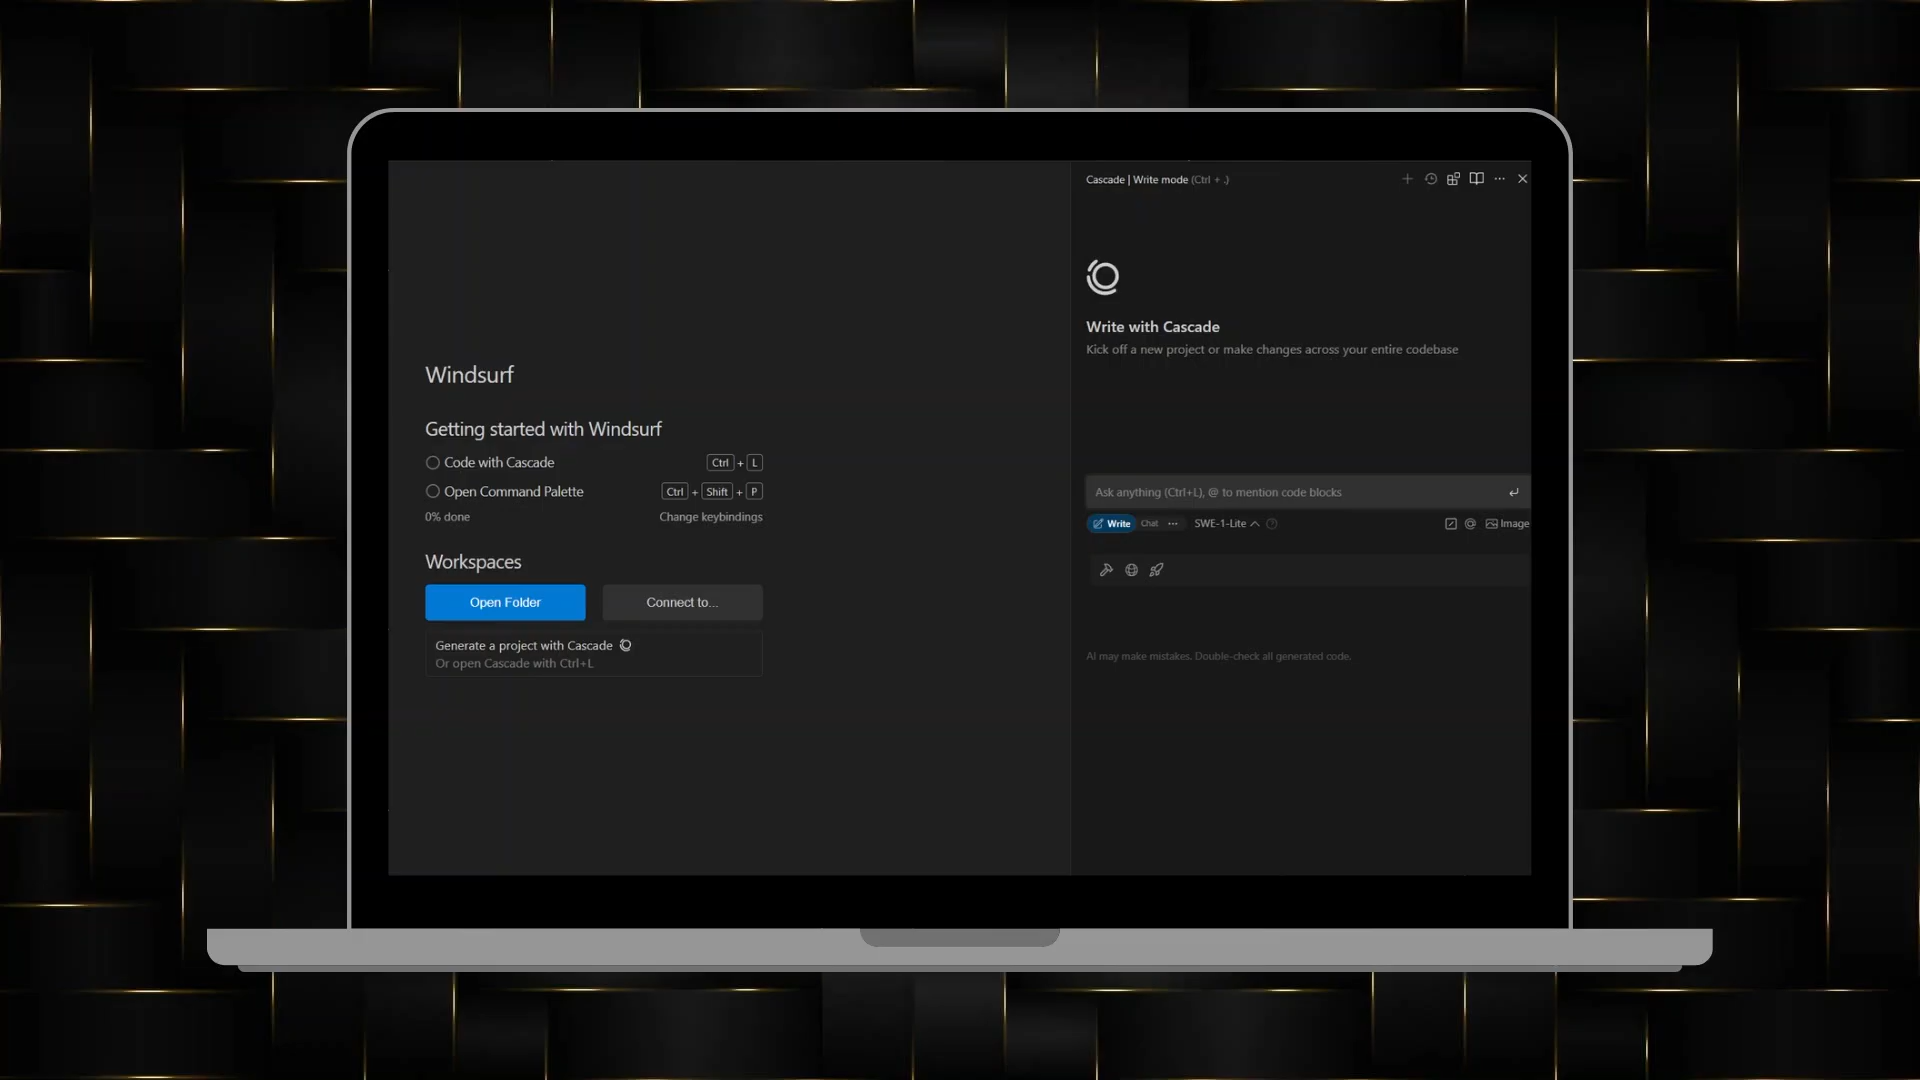 Windsurf
Getting started with Windsurf
Code with Cascade Ctrl + L
Open Command Palette Ctrl + Shift + P
0% done Change keybindings
Workspaces
Open Folder Connect to...
Generate a project with Cascade
Or open Cascade with Ctrl+L
Cascade | Write mode (Ctrl + .)
Write with Cascade
Kick off a new project or make changes across your entire codebase
Ask anything (Ctrl+L), @ to mention code blocks
Write Chat ... SWE-1-Lite Image
AI may make mistakes. Double-check all generated code.